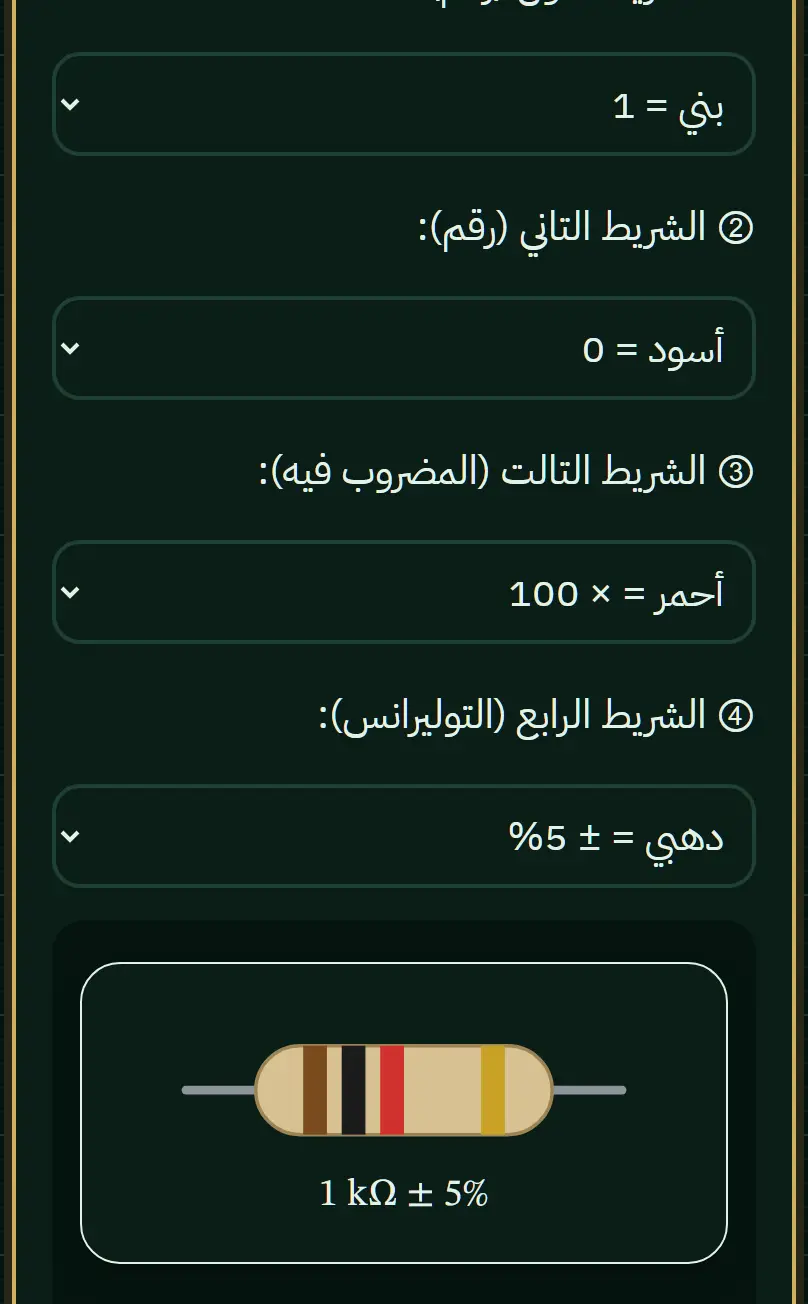 بني = 1
② الشريط التاني (رقم):
أسود = 0
③ الشريط التالت (المضروب فيه):
أحمر = × 100
④ الشريط الرابع (التوليرانس):
دهبي = ± 5%
1 kΩ ± 5%